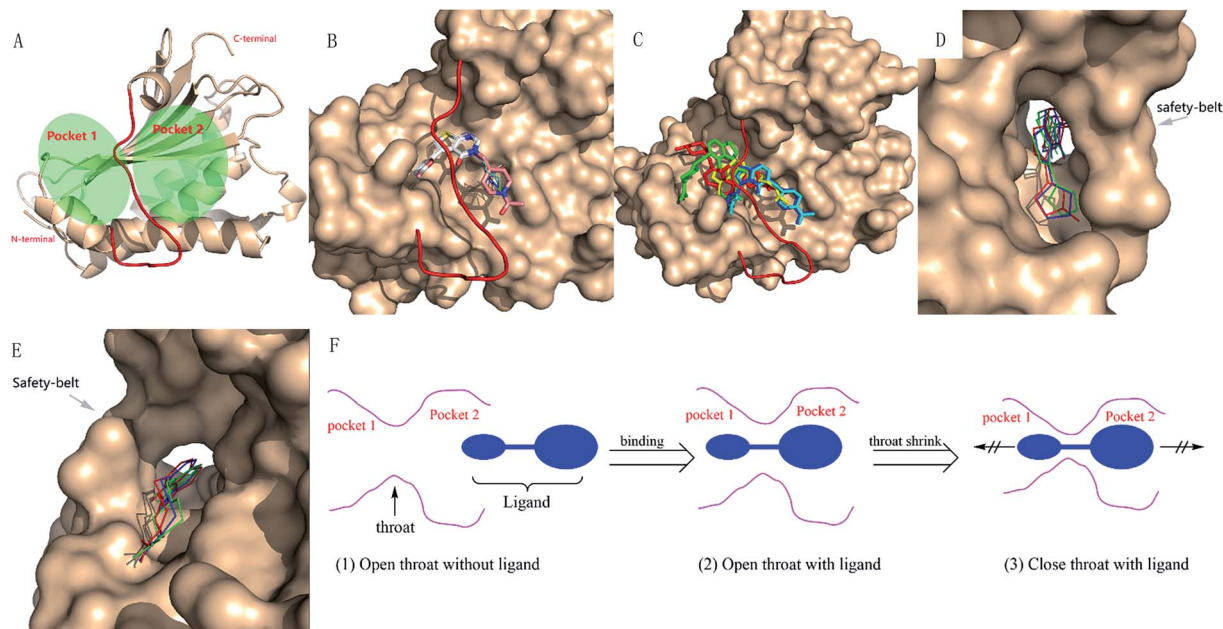 A
C-terminal
Pocket 1
Pocket 2
N-terminal
B
C
D
safety-belt
E
Safety-belt
F
pocket 1
Pocket 2
throat
Ligand
(1) Open throat without ligand
binding
pocket 1
Pocket 2
(2) Open throat with ligand
throat shrink
pocket 1
Pocket 2
(3) Close throat with ligand